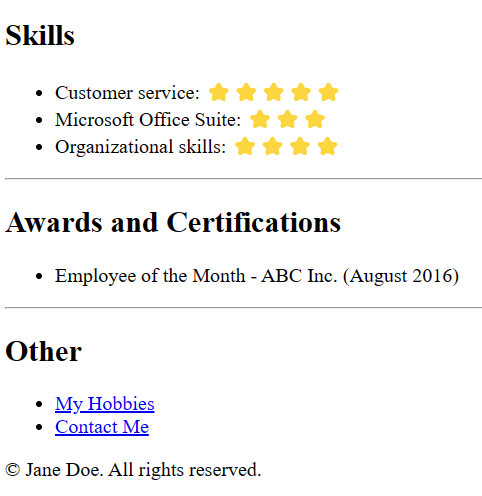 Skills
Customer service: ⭐⭐⭐⭐⭐
Microsoft Office Suite: ⭐⭐⭐
Organizational skills: ⭐⭐⭐⭐
Awards and Certifications
Employee of the Month - ABC Inc. (August 2016)
Other
My Hobbies
Contact Me
© Jane Doe. All rights reserved.